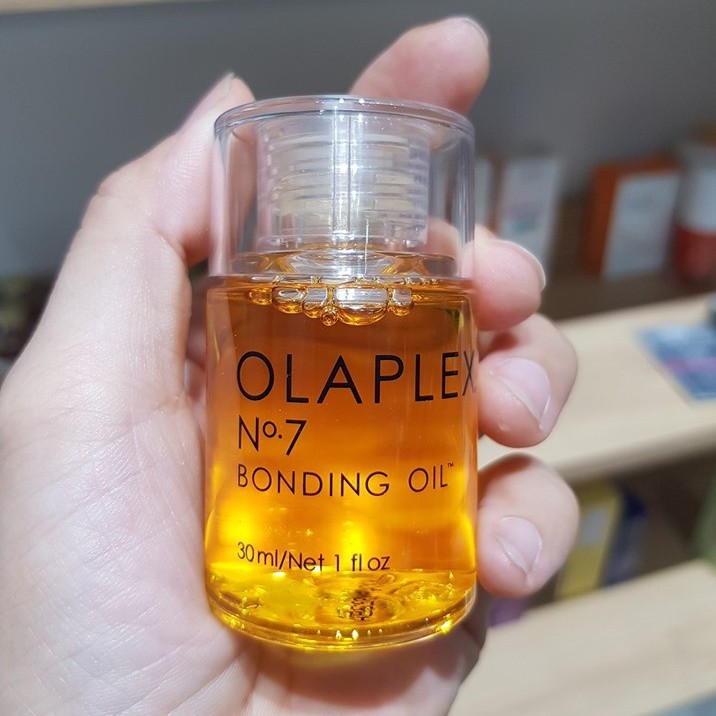 OLAPLEX
Nº.7
BONDING OIL™
30ml/Net 1 fl oz